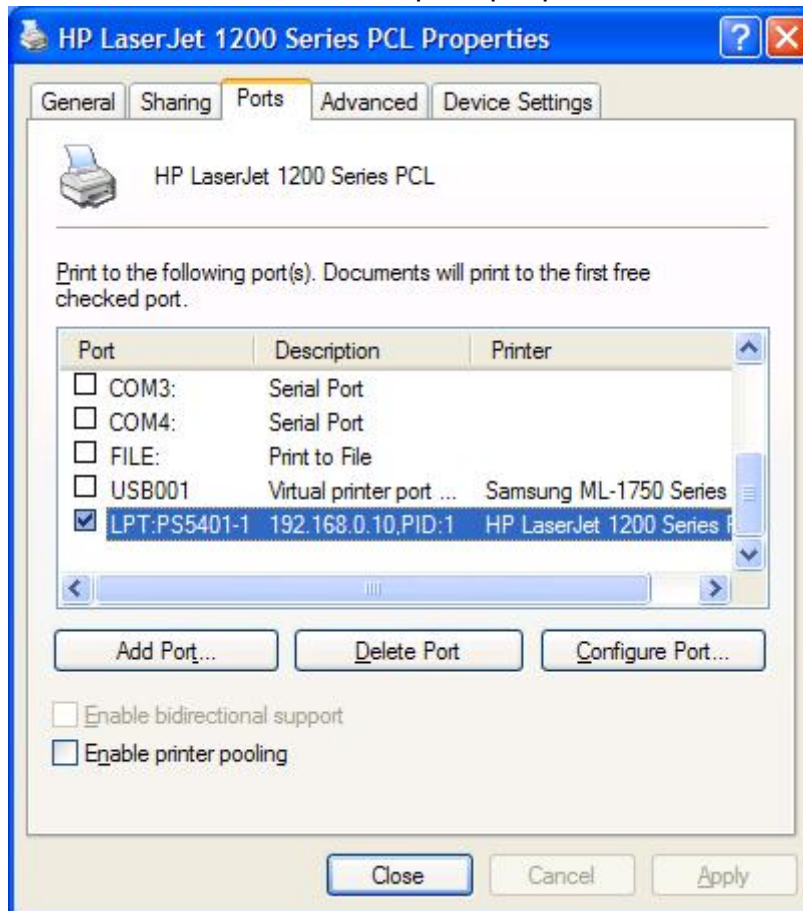 HP LaserJet 1200 Series PCL Properties
General Sharing Ports Advanced Device Settings
HP LaserJet 1200 Series PCL
Print to the following port(s). Documents will print to the first free
checked port.
Port Description Printer
COM3: Serial Port
COM4: Serial Port
FILE: Print to File
USB001 Virtual printer port ... Samsung ML-1750 Series
LPT:PS5401-1 192.168.0.10,PID:1 HP LaserJet 1200 Series
Add Port... Delete Port Configure Port...
Enable bidirectional support
Enable printer pooling
Close Cancel Apply